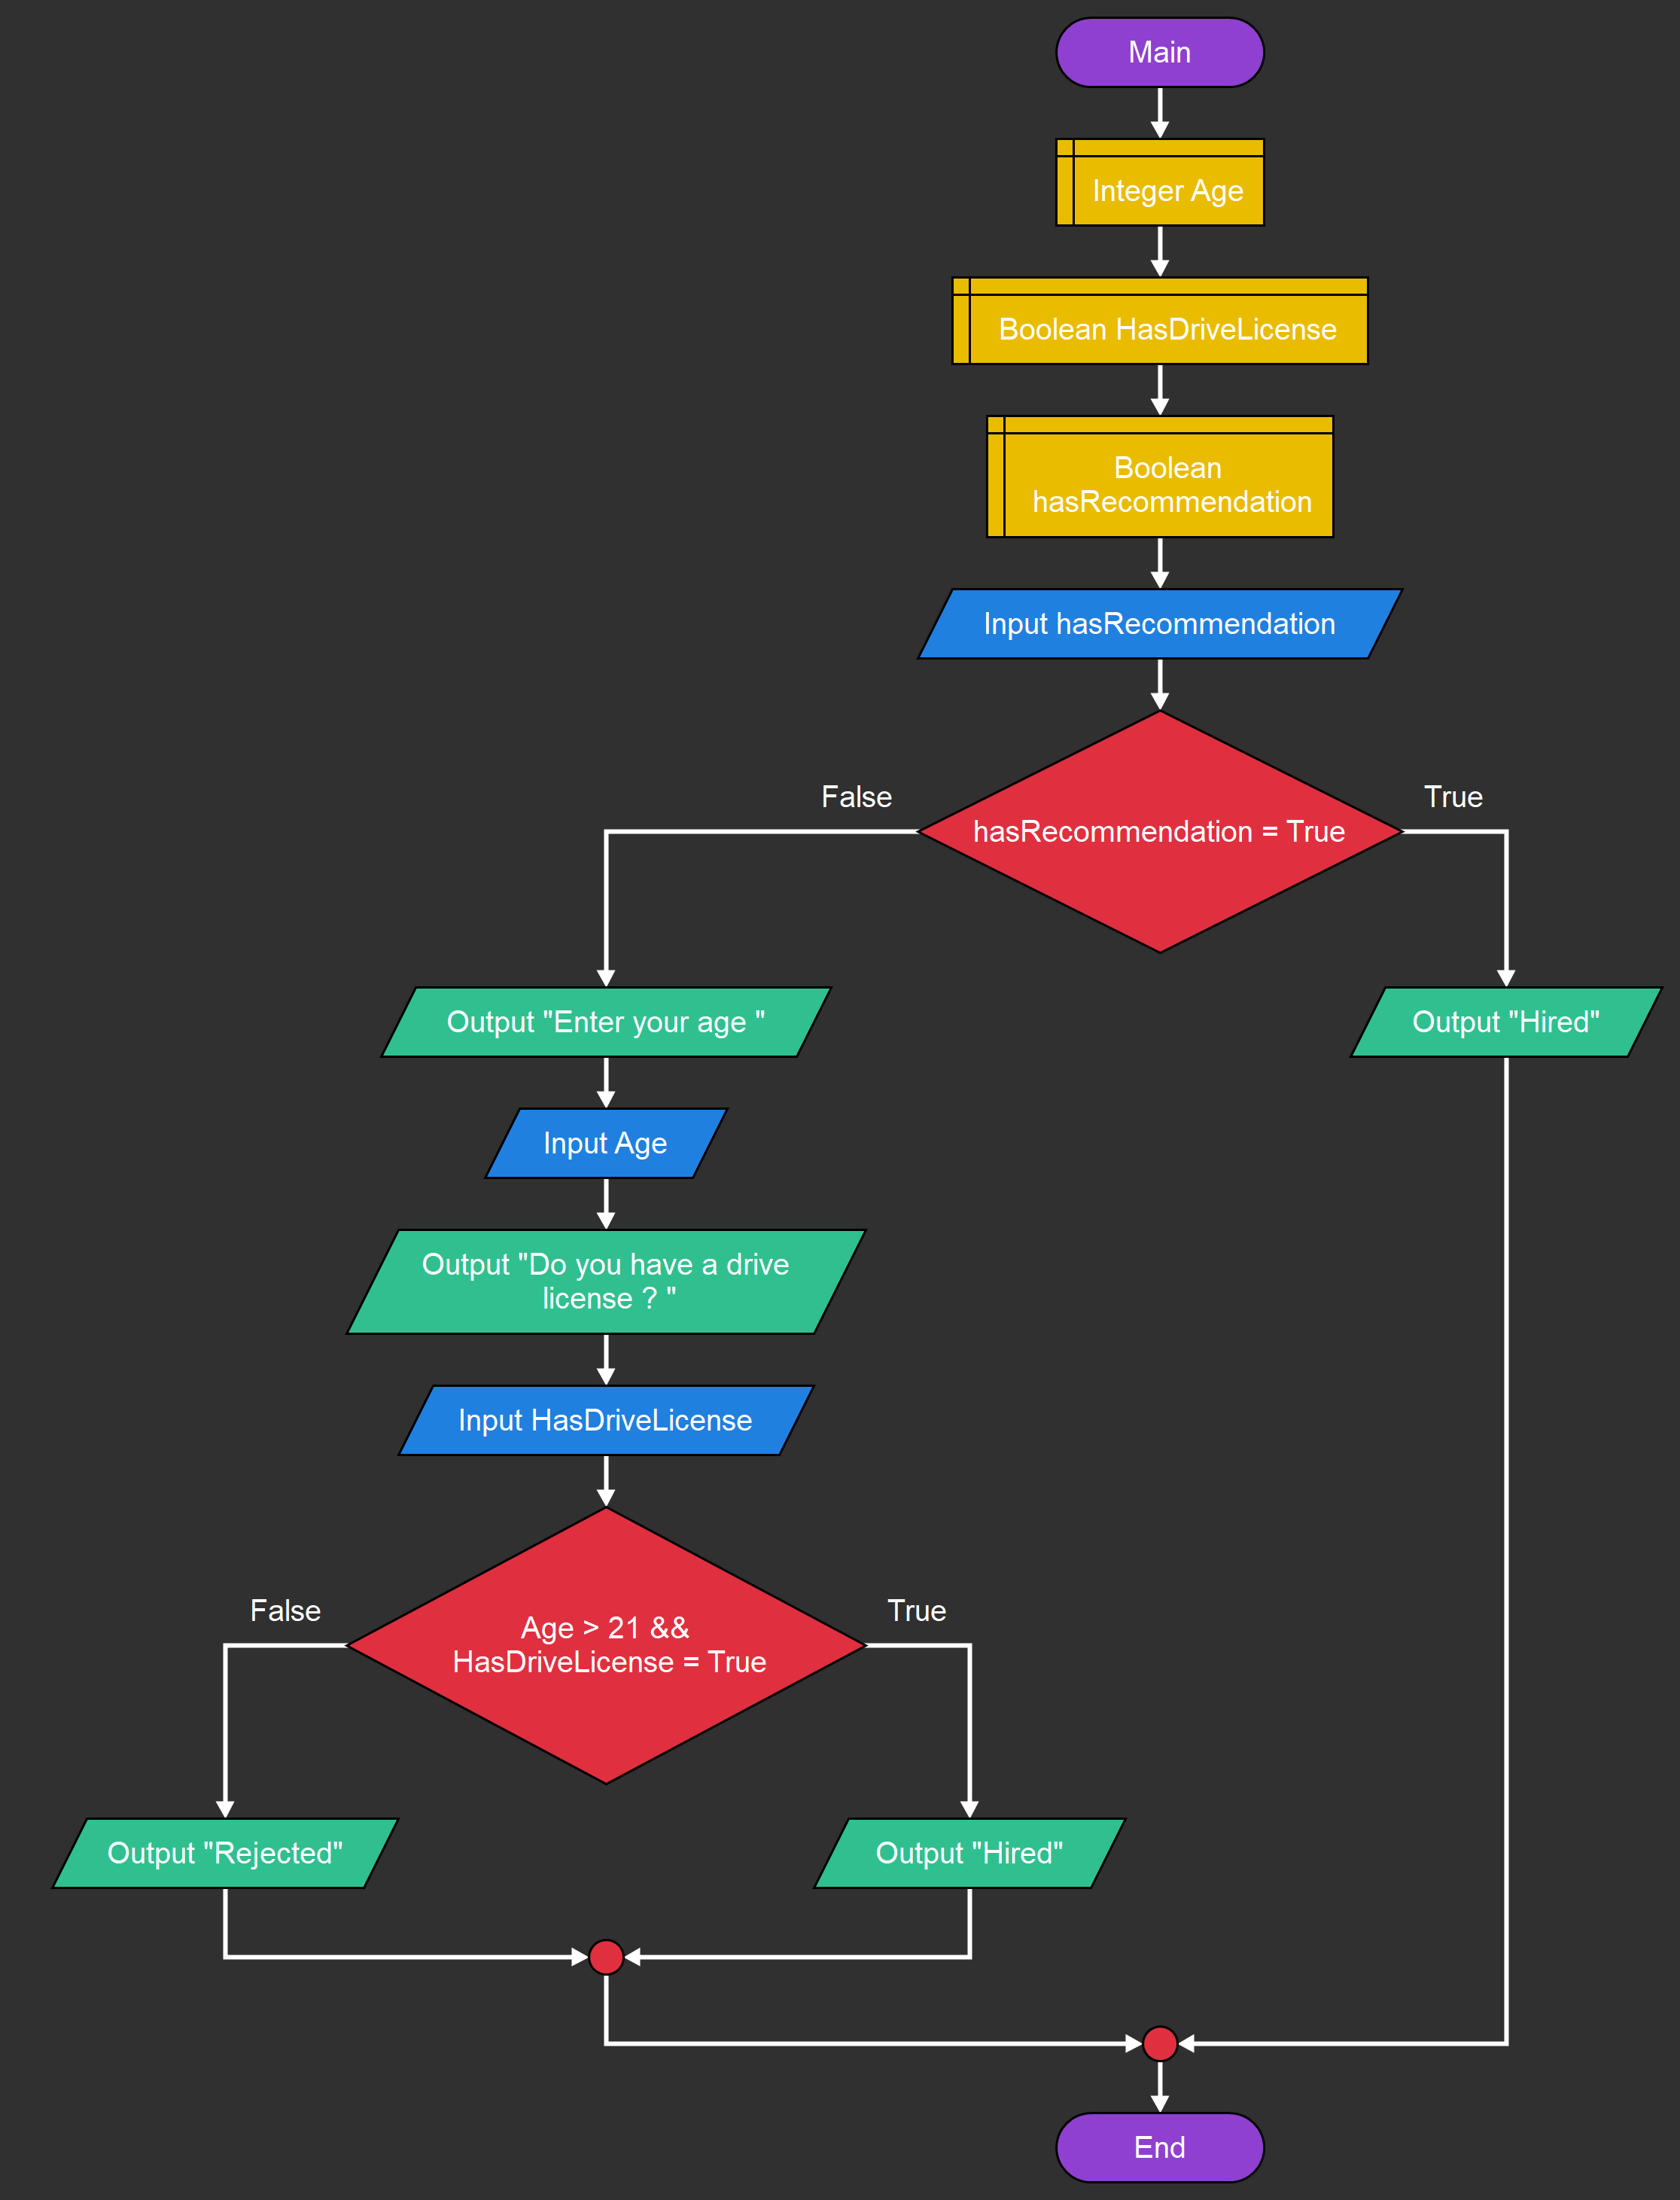 Main
Integer Age
Boolean HasDriveLicense
Boolean
hasRecommendation
Input hasRecommendation
False
True
hasRecommendation = True
Output "Enter your age "
Output "Hired"
Input Age
Output "Do you have a drive
license ? "
Input HasDriveLicense
False
True
Age > 21 &&
HasDriveLicense = True
Output "Rejected"
Output "Hired"
End